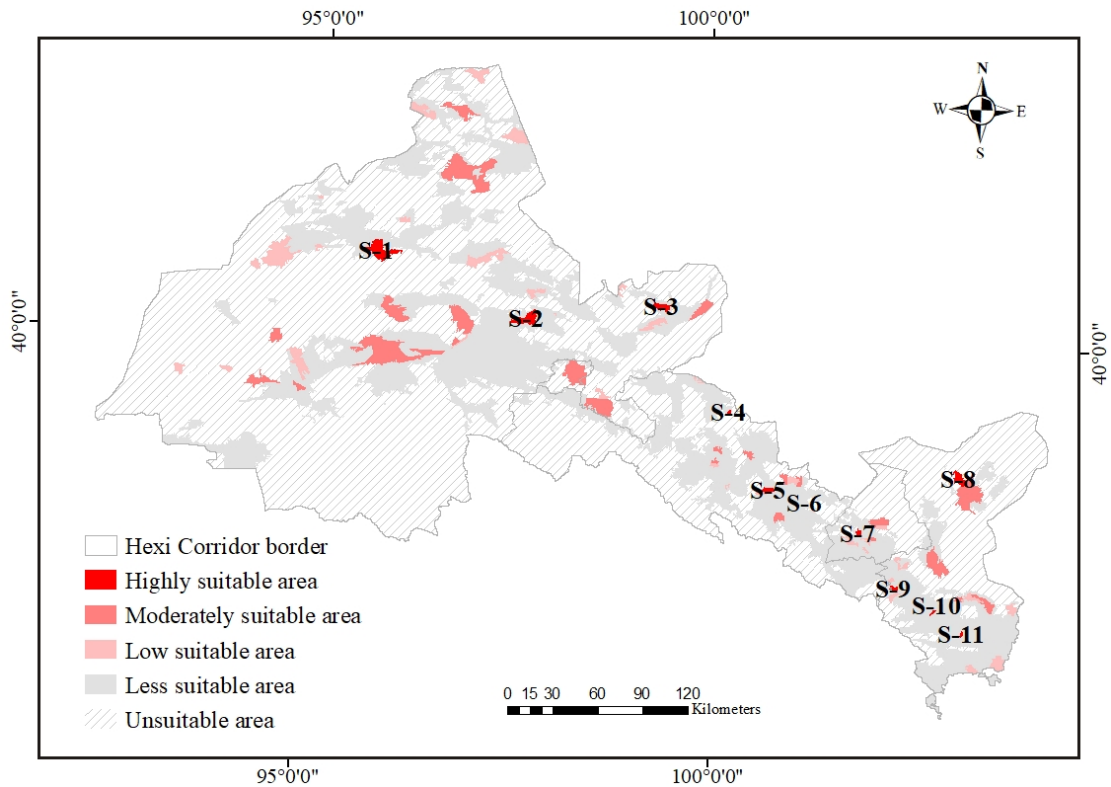 95°0'0"
100°0'0"
N
W
E
S
S-1
S-3
40°0'0"
S-2
40°0'0"
S-4
S-8
S-5
S-6
S-7
Hexi Corridor border
Highly suitable area
S-9
S-10
Moderately suitable area
S-11
Low suitable area
Less suitable area
0 15 30 60 90 120
Kilometers
Unsuitable area
95°0'0"
100°0'0"